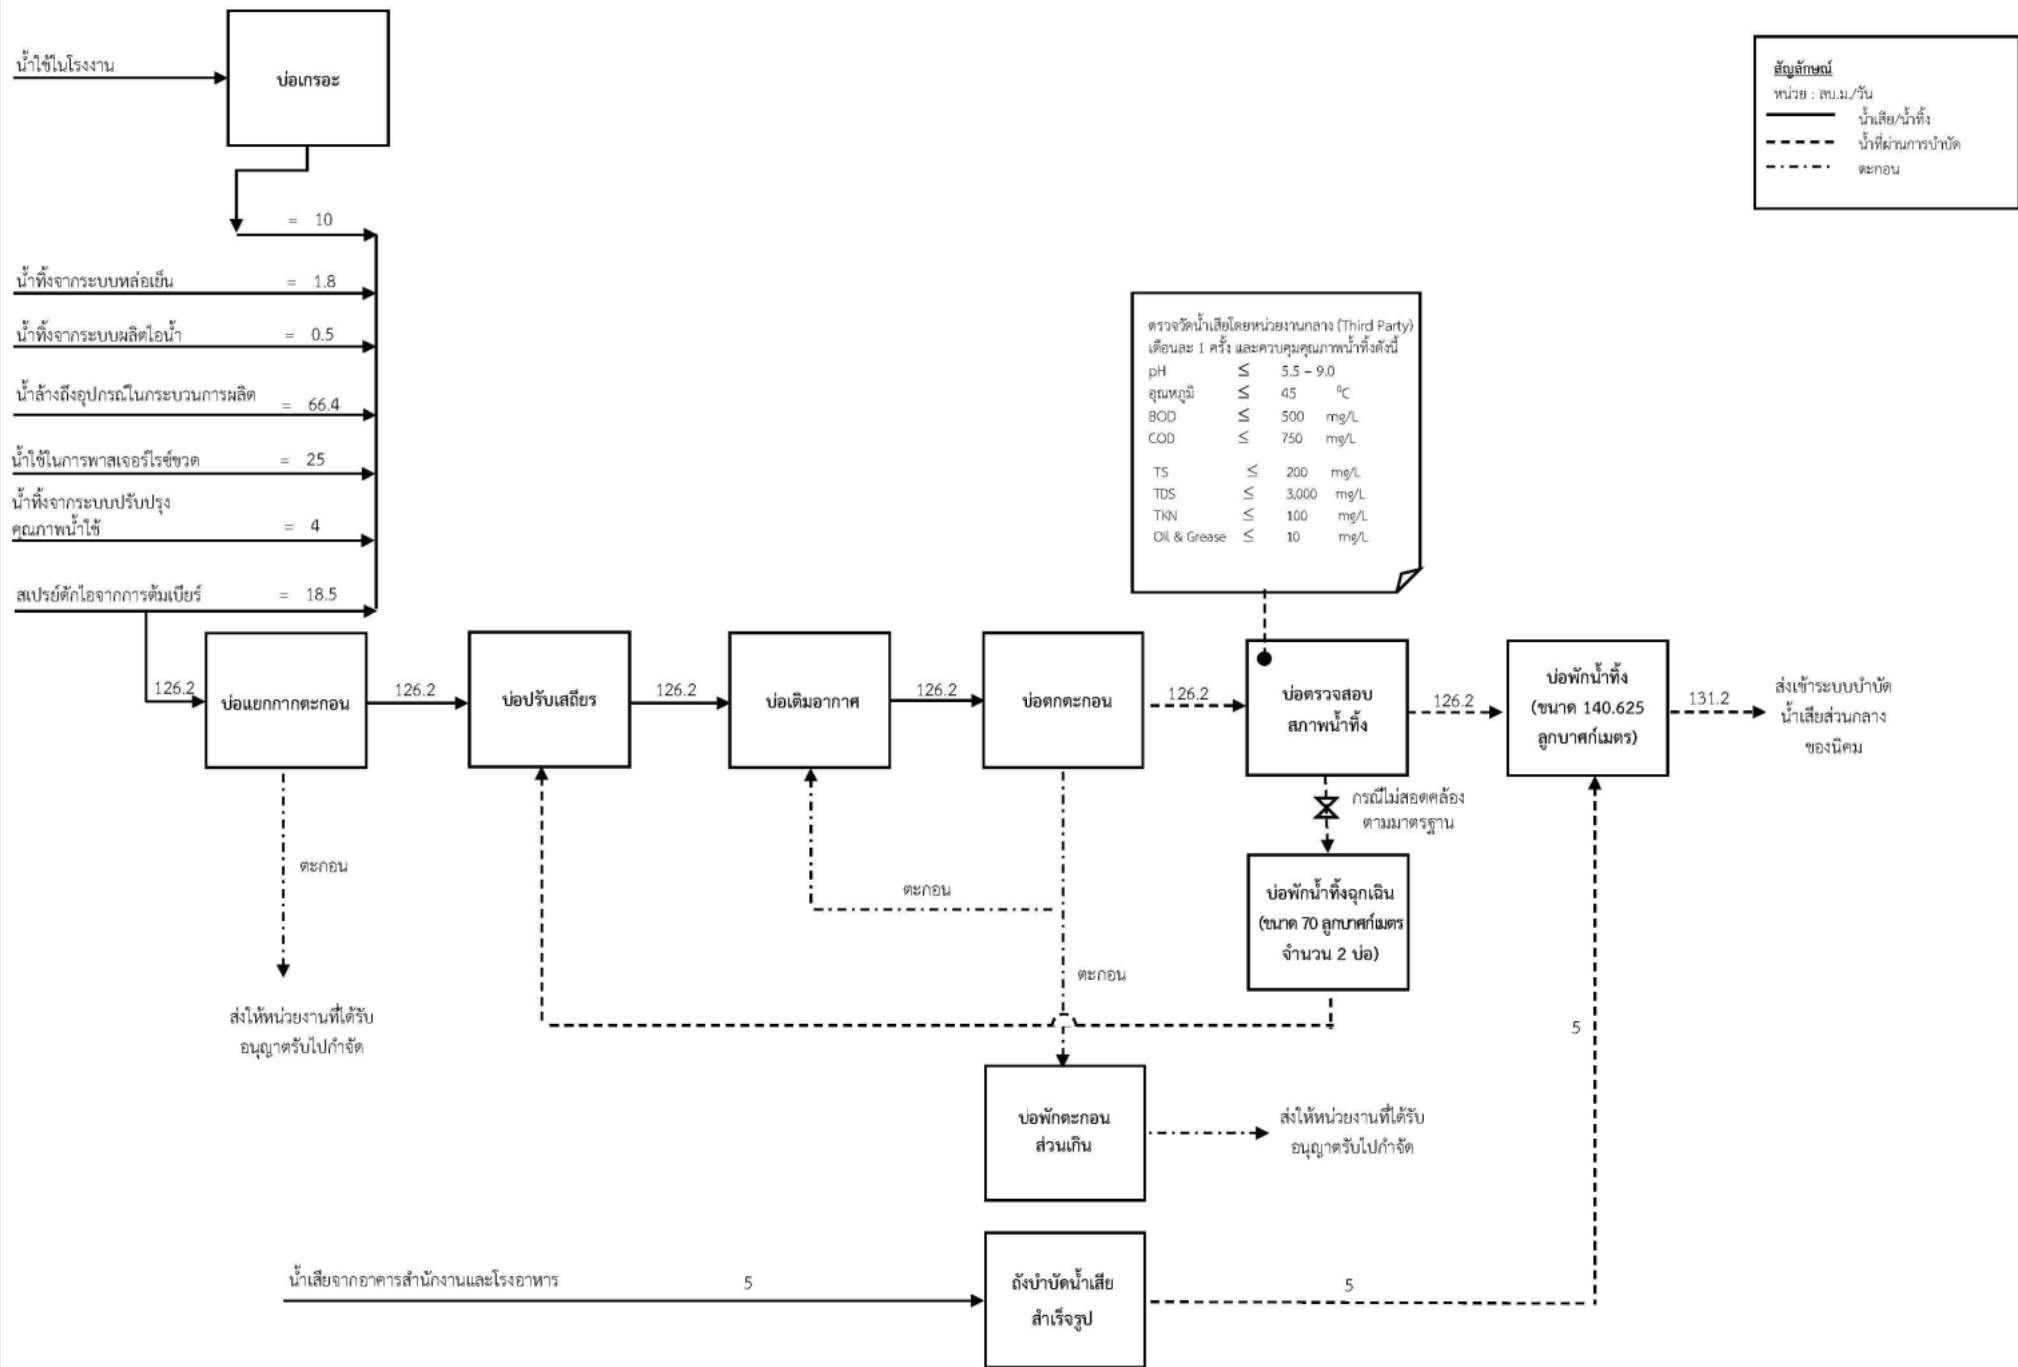 น้ำใช้ในโรงงาน
บ่อเกรอะ
สัญลักษณ์
หน่วย : ลบ.ม./วัน
น้ำเสีย/น้ำทิ้ง
น้ำที่ผ่านการบำบัด
ตะกอน
= 10
น้ำทิ้งจากระบบหล่อเย็น = 1.8
น้ำทิ้งจากระบบผลิตไอน้ำ = 0.5
น้ำล้างถังอุปกรณ์ในกระบวนการผลิต = 66.4
น้ำใช้ในการพาสเจอร์ไรซ์ขวด = 25
น้ำทิ้งจากระบบปรับปรุง
คุณภาพน้ำใช้ = 4
สเปรย์ดักไอจากการต้มเบียร์ = 18.5
ตรวจวัดน้ำเสียโดยหน่วยงานกลาง (Third Party)
เดือนละ 1 ครั้ง และควบคุมคุณภาพน้ำทิ้งดังนี้
pH ≤ 5.5 – 9.0
อุณหภูมิ ≤ 45 ⁰C
BOD ≤ 500 mg/L
COD ≤ 750 mg/L
TS ≤ 200 mg/L
TDS ≤ 3,000 mg/L
TKN ≤ 100 mg/L
Oil & Grease ≤ 10 mg/L
126.2
บ่อแยกกากตะกอน
126.2
บ่อปรับเสถียร
126.2
บ่อเติมอากาศ
126.2
บ่อตกตะกอน
126.2
บ่อตรวจสอบ
สภาพน้ำทิ้ง
126.2
บ่อพักน้ำทิ้ง
(ขนาด 140.625
ลูกบาศก์เมตร)
131.2
ส่งเข้าระบบบำบัด
น้ำเสียส่วนกลาง
ของนิคม
กรณีไม่สอดคล้อง
ตามมาตรฐาน
ตะกอน
ตะกอน
บ่อพักน้ำทิ้งฉุกเฉิน
(ขนาด 70 ลูกบาศก์เมตร
จำนวน 2 บ่อ)
ตะกอน
ส่งให้หน่วยงานที่ได้รับ
อนุญาตรับไปกำจัด
5
บ่อพักตะกอน
ส่วนเกิน
ส่งให้หน่วยงานที่ได้รับ
อนุญาตรับไปกำจัด
น้ำเสียจากอาคารสำนักงานและโรงอาหาร 5
ถังบำบัดน้ำเสีย
สำเร็จรูป
5